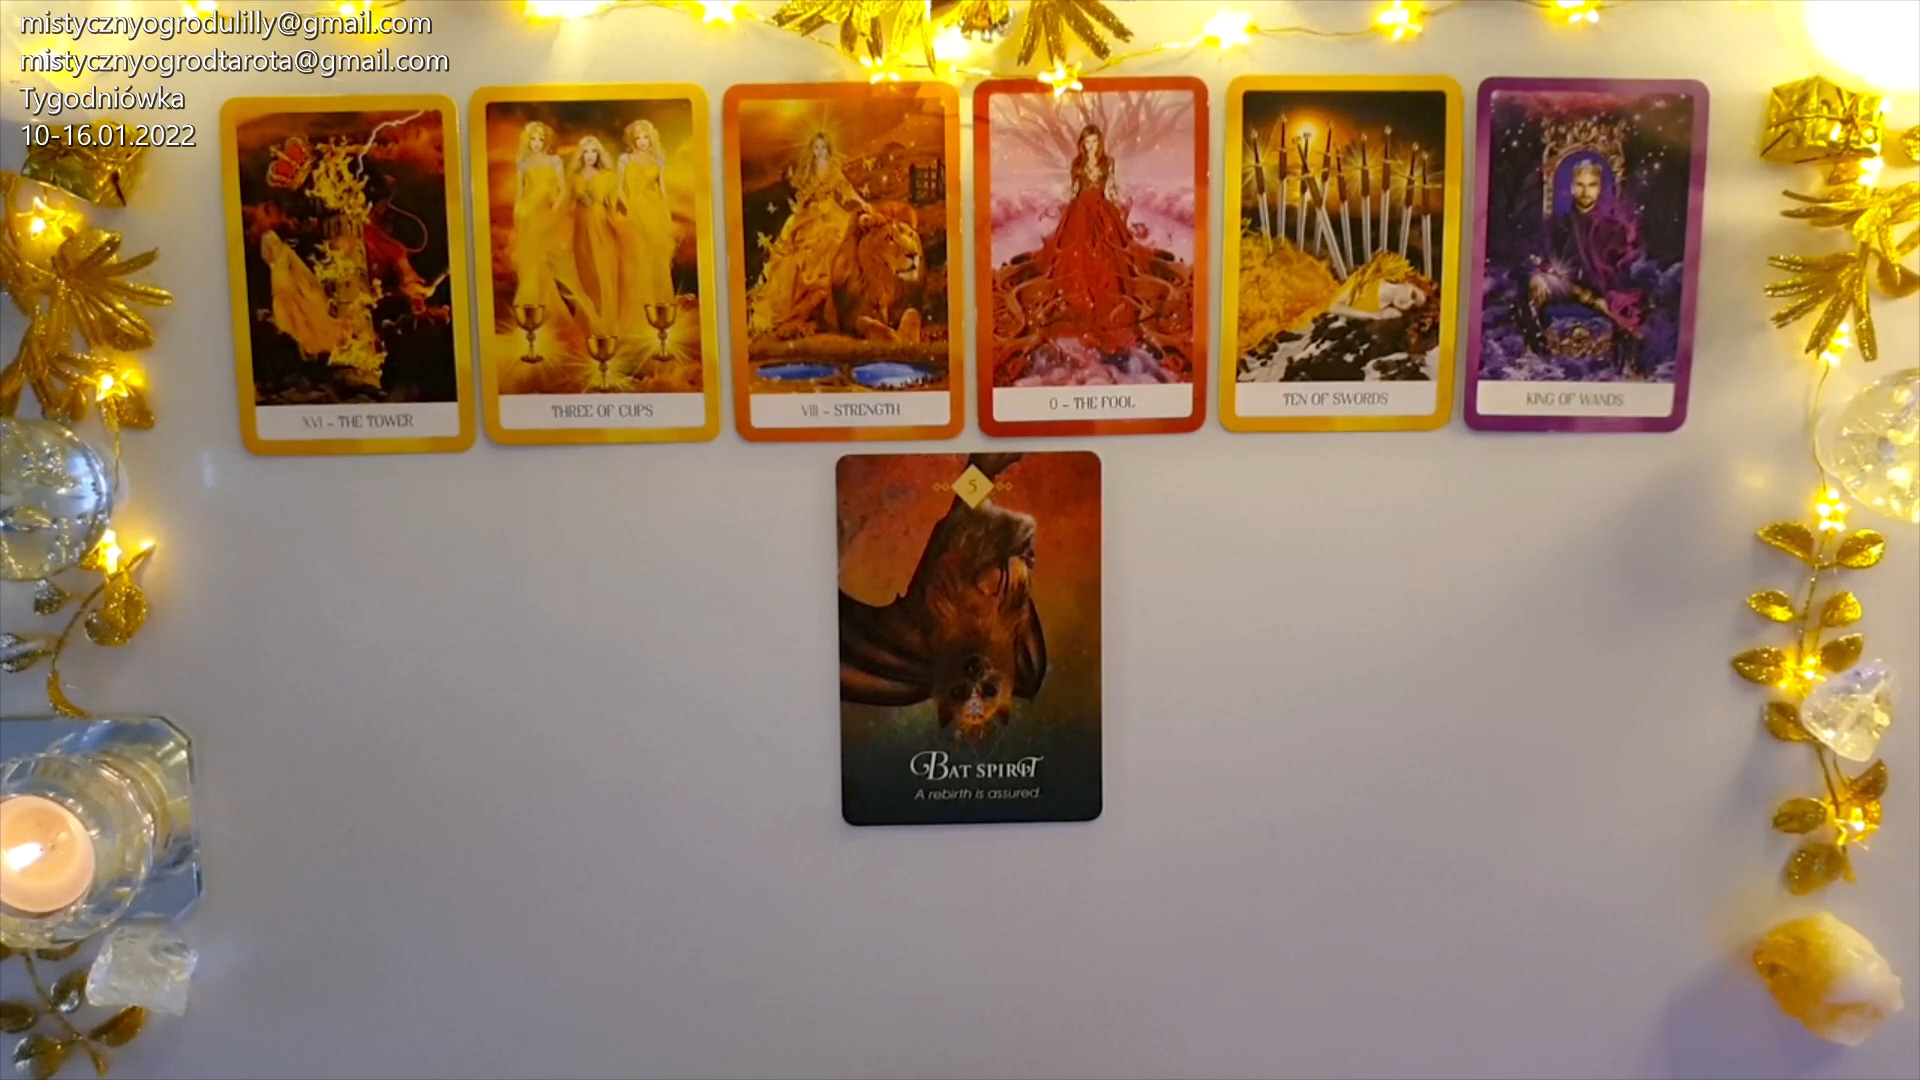 mistycznyogrodulilly@gmail.com
mistycznyogrodtarota@gmail.com
Tygodniówka
10-16.01.2022
XVI – THE TOWER
THREE OF CUPS
VIII – STRENGTH
0 – THE FOOL
TEN OF SWORDS
KING OF WANDS
5
BAT SPIRIT
A rebirth is assured.